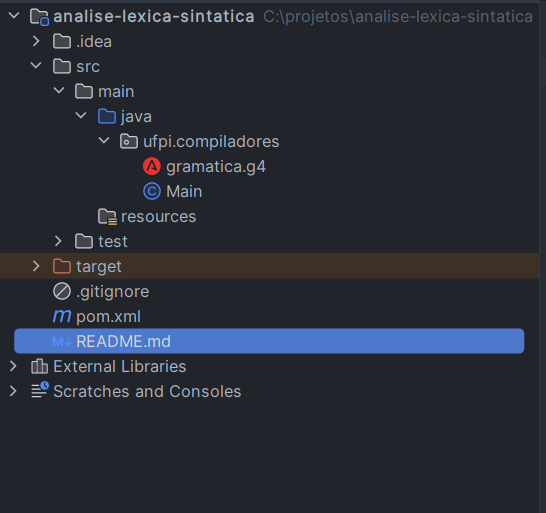 analise-lexica-sintatica C:\projetos\analise-lexica-sintatica
.idea
src
main
java
ufpi.compiladores
A gramatica.g4
C Main
resources
test
target
.gitignore
m pom.xml
M↓ README.md
External Libraries
Scratches and Consoles